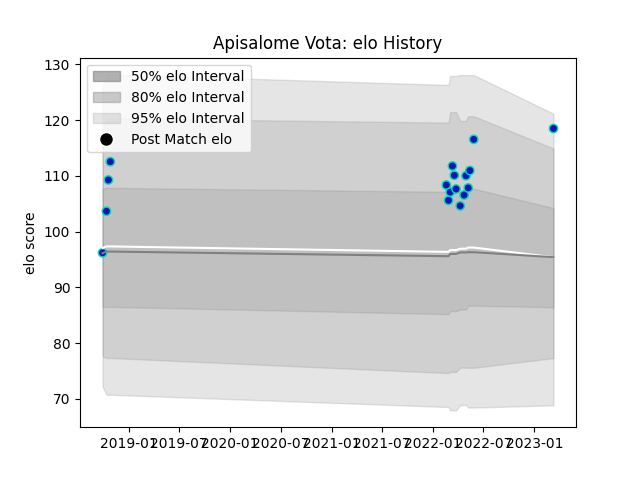 Apisalome Vota: elo History
130
120
110
100
90
80
70
elo score
50% elo Interval
80% elo Interval
95% elo Interval
Post Match elo
2019-01
2019-07
2020-01
2020-07
2021-01
2021-07
2022-01
2022-07
2023-01